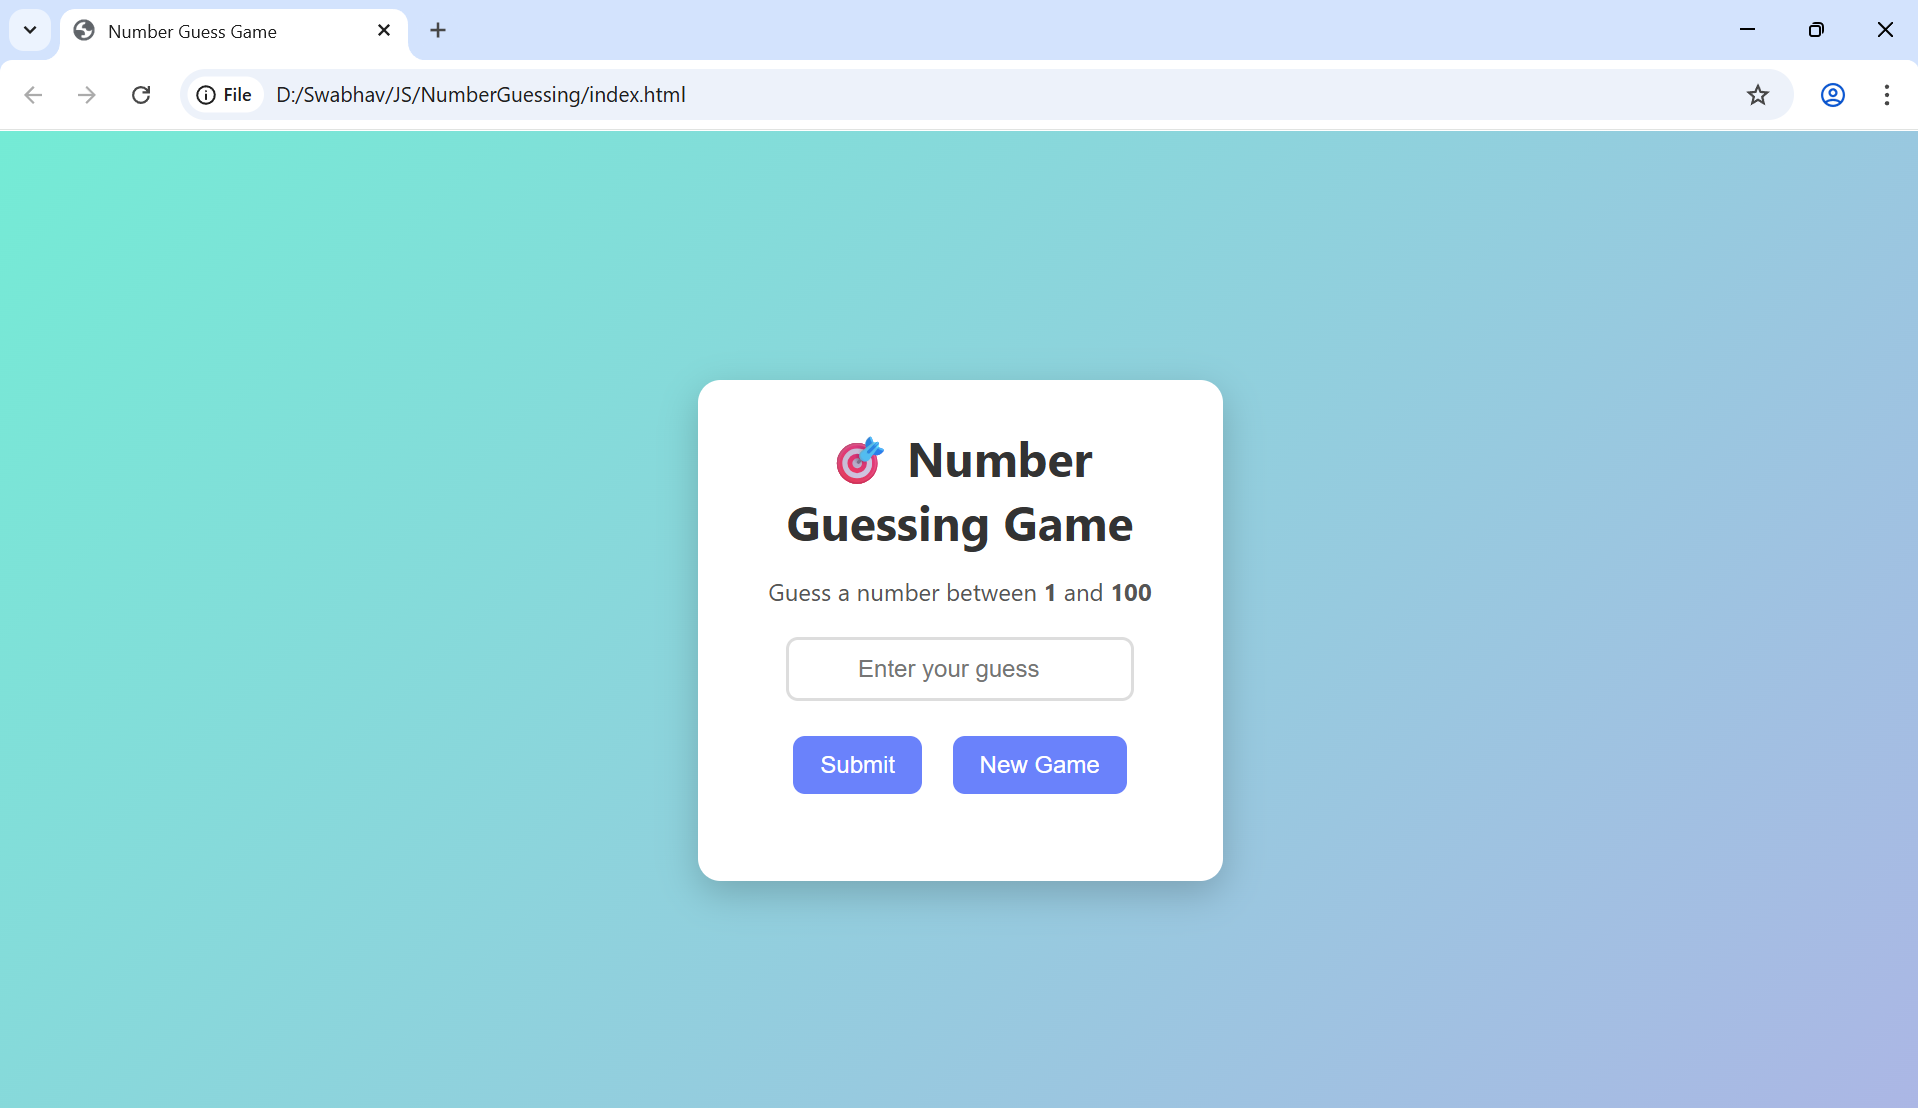 Number Guess Game
File D:/Swabhav/JS/NumberGuessing/index.html
🎯 Number
Guessing Game
Guess a number between 1 and 100
Enter your guess
Submit New Game